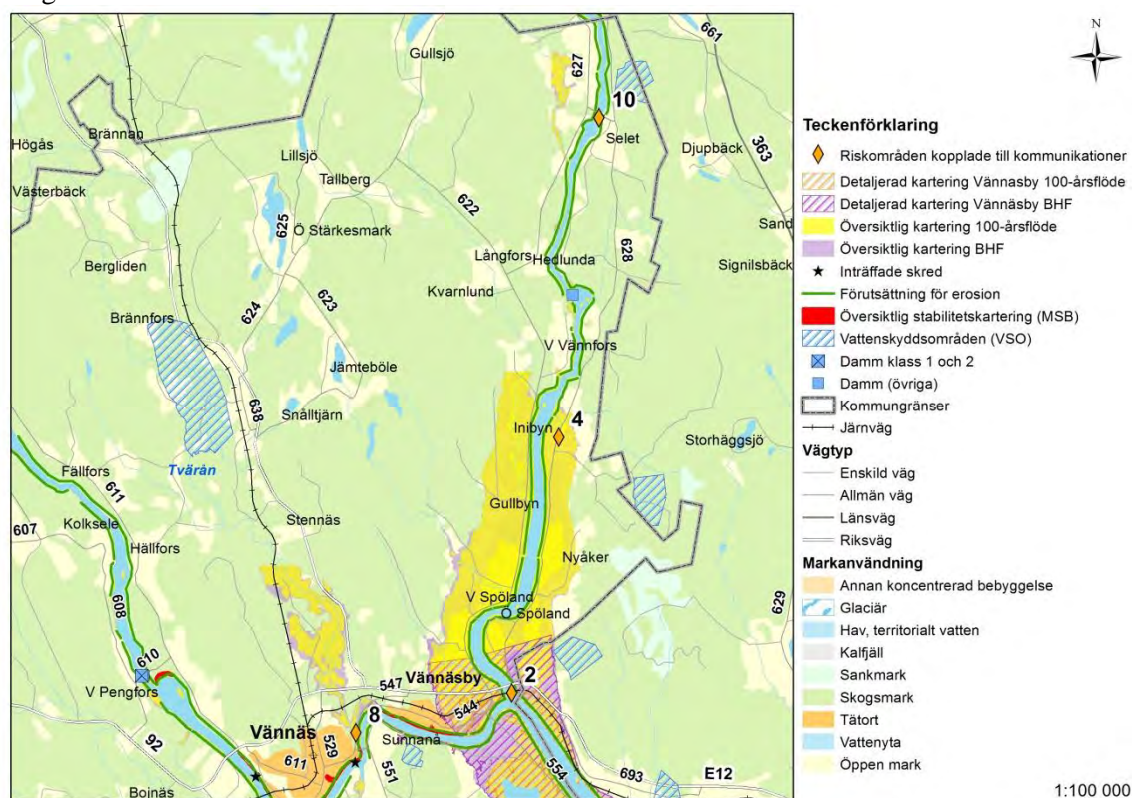 661
Gullsjö
N
627
10
Högås
Brännan
Selet
Teckenförklaring
Lillsjö
Djupbäck
363
Riskområden kopplade till kommunikationer
Västerbäck
Tallberg
Detaljerad kartering Vännasby 100-årsflöde
622
Detaljerad kartering Vännäsby BHF
625
Ö Stärkesmark
Sand
Översiktlig kartering 100-årsflöde
Långfors
Hedlunda
628
Översiktlig kartering BHF
Bergliden
Signilsbäck
Inträffade skred
Kvarnlund
Förutsättning för erosion
624
623
Brännfors
Översiktlig stabilitetskartering (MSB)
V Vännfors
Vattenskyddsområden (VSO)
Jämteböle
Damm klass 1 och 2
Damm (övriga)
Snålltjärn
Kommungränser
638
4
Inibyn
Järnväg
Storhäggsjö
Vägtyp
Tvärån
Fällfors
611
Enskild väg
Gullbyn
Allmän väg
Kolksele
Stennäs
607
Länsväg
Hällfors
Riksväg
Nyåker
Markanvändning
Annan koncentrerad bebyggelse
V Spöland
608
Ö Spöland
629
Glaciär
Hav, territorialt vatten
610
Kalfjäll
Vännäsby
2
Sankmark
V Pengfors
547
Skogsmark
544
8
Tätort
Vännäs
529
Sunnanå
92
611
551
554
693
E12
Vattenyta
Öppen mark
Bojnäs
1:100 000